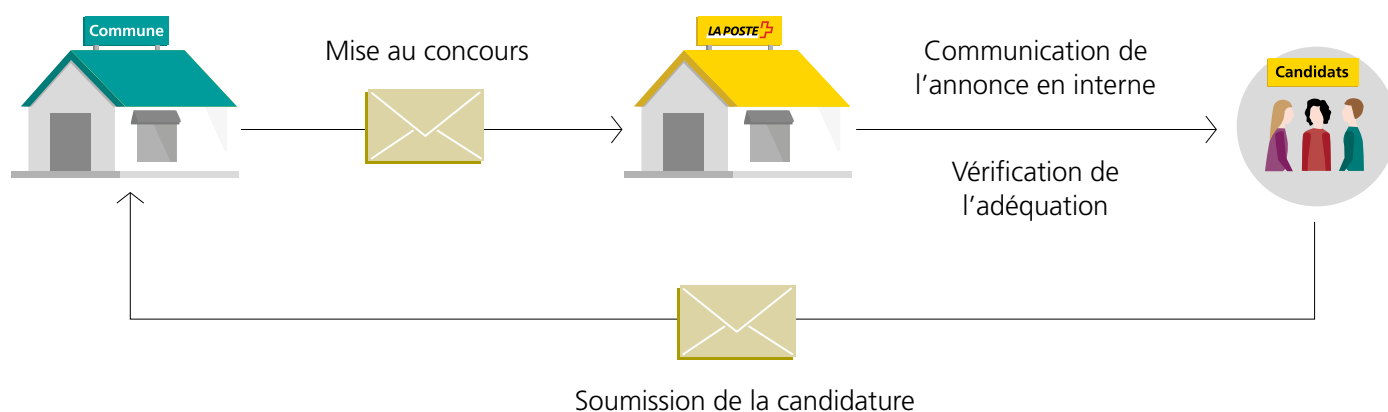 Commune
Mise au concours
LA POSTE
Communication de
l’annonce en interne
Vérification de
l’adéquation
Candidats
Soumission de la candidature